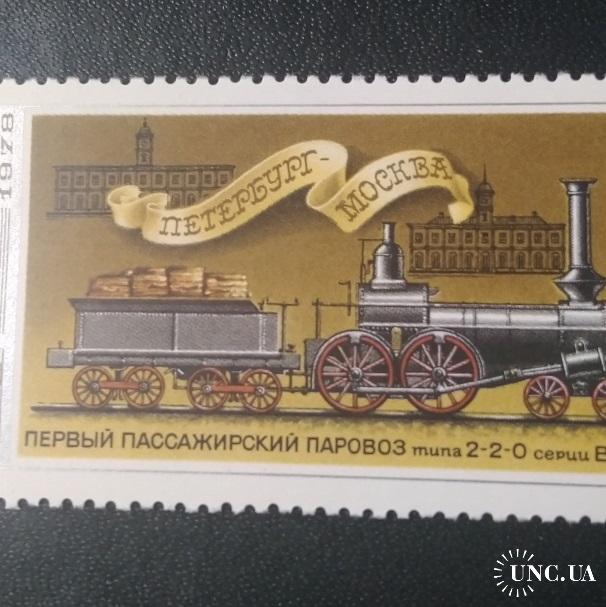 1978
ПЕТЕРБУРГ-
МОСКВА
ПЕРВЫЙ ПАССАЖИРСКИЙ ПАРОВОЗ типа 2-2-0 серии В
UNC.UA